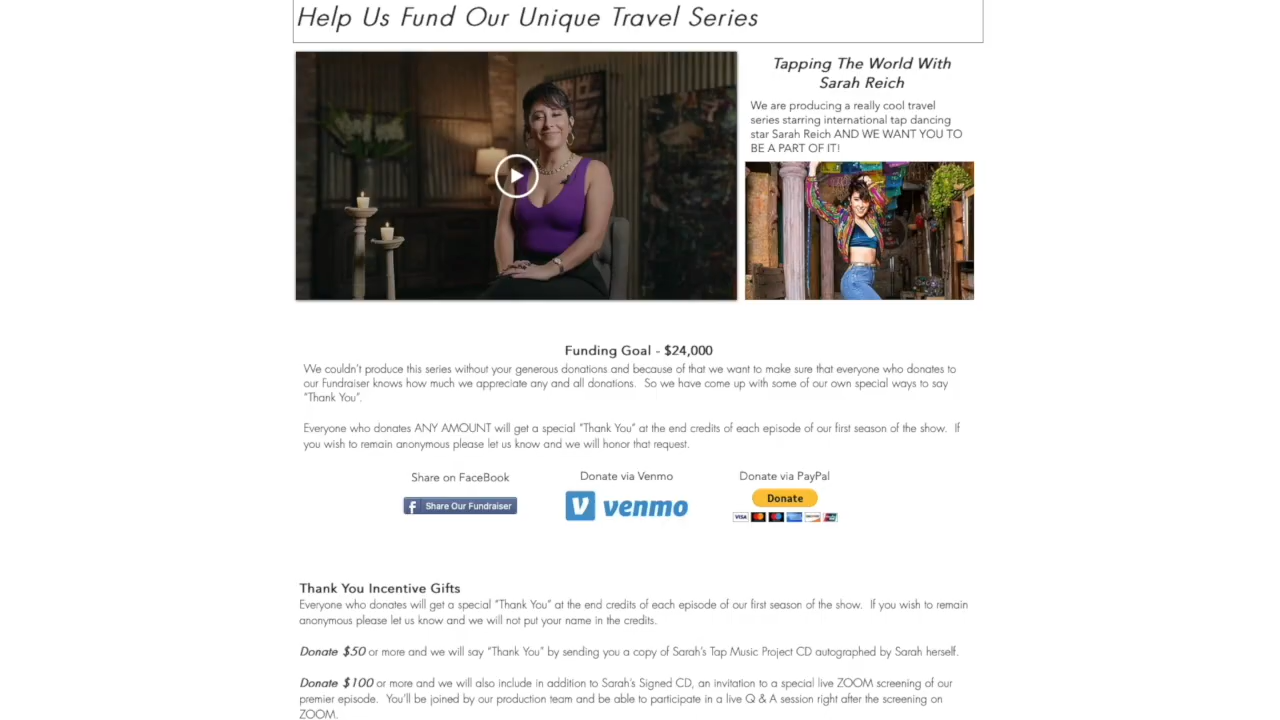 Help Us Fund Our Unique Travel Series
Tapping The World With
Sarah Reich
We are producing a really cool travel
series starring international tap dancing
star Sarah Reich AND WE WANT YOU TO
BE A PART OF IT!
Funding Goal - $24,000
We couldn't produce this series without your generous donations and because of that we want to make sure that everyone who donates to
our Fundraiser knows how much we appreciate any and all donations.  So we have come up with some of our own special ways to say
"Thank You".
Everyone who donates ANY AMOUNT will get a special "Thank You" at the end credits of each episode of our first season of the show.  If
you wish to remain anonymous please let us know and we will honor that request.
Share on FaceBook
Donate via Venmo
Donate via PayPal
f Share Our Fundraiser
V venmo
Donate
VISA
Thank You Incentive Gifts
Everyone who donates will get a special "Thank You" at the end credits of each episode of our first season of the show.  If you wish to remain
anonymous please let us know and we will not put your name in the credits.
Donate $50 or more and we will say "Thank You" by sending you a copy of Sarah's Tap Music Project CD autographed by Sarah herself.
Donate $100 or more and we will also include in addition to Sarah's Signed CD, an invitation to a special live ZOOM screening of our
premier episode.  You'll be joined by our production team and be able to participate in a live Q & A session right after the screening on
ZOOM.